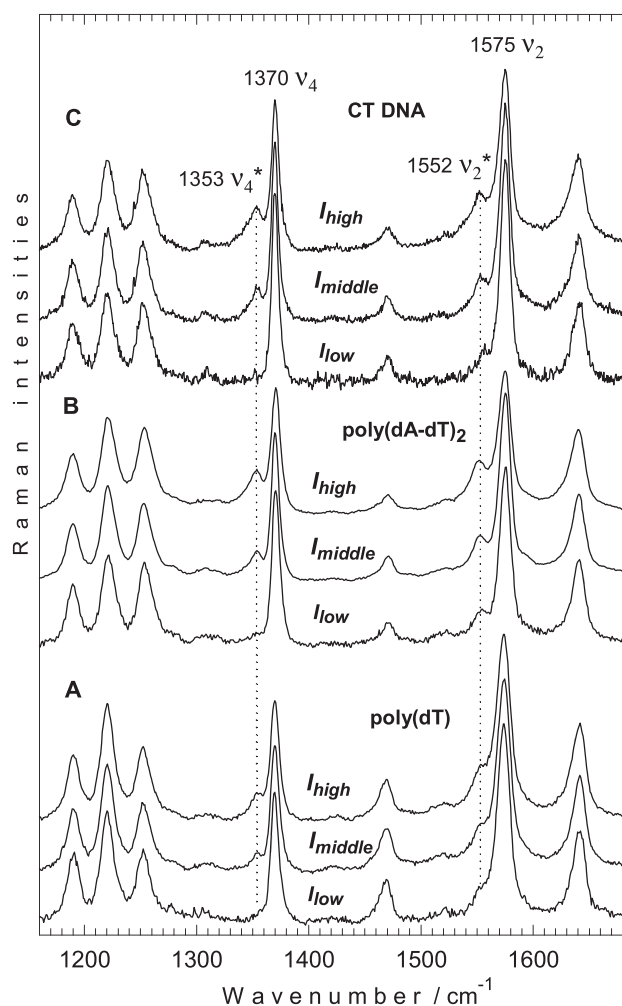 1575 ν2
1370 ν4
C
CT DNA
1353 ν4*
1552 ν2*
Ihigh
Imiddle
Ilow
B
poly(dA-dT)2
Ihigh
Imiddle
Ilow
A
poly(dT)
Ihigh
Imiddle
Ilow
Raman intensities
1200 1300 1400 1500 1600
Wavenumber / cm-1